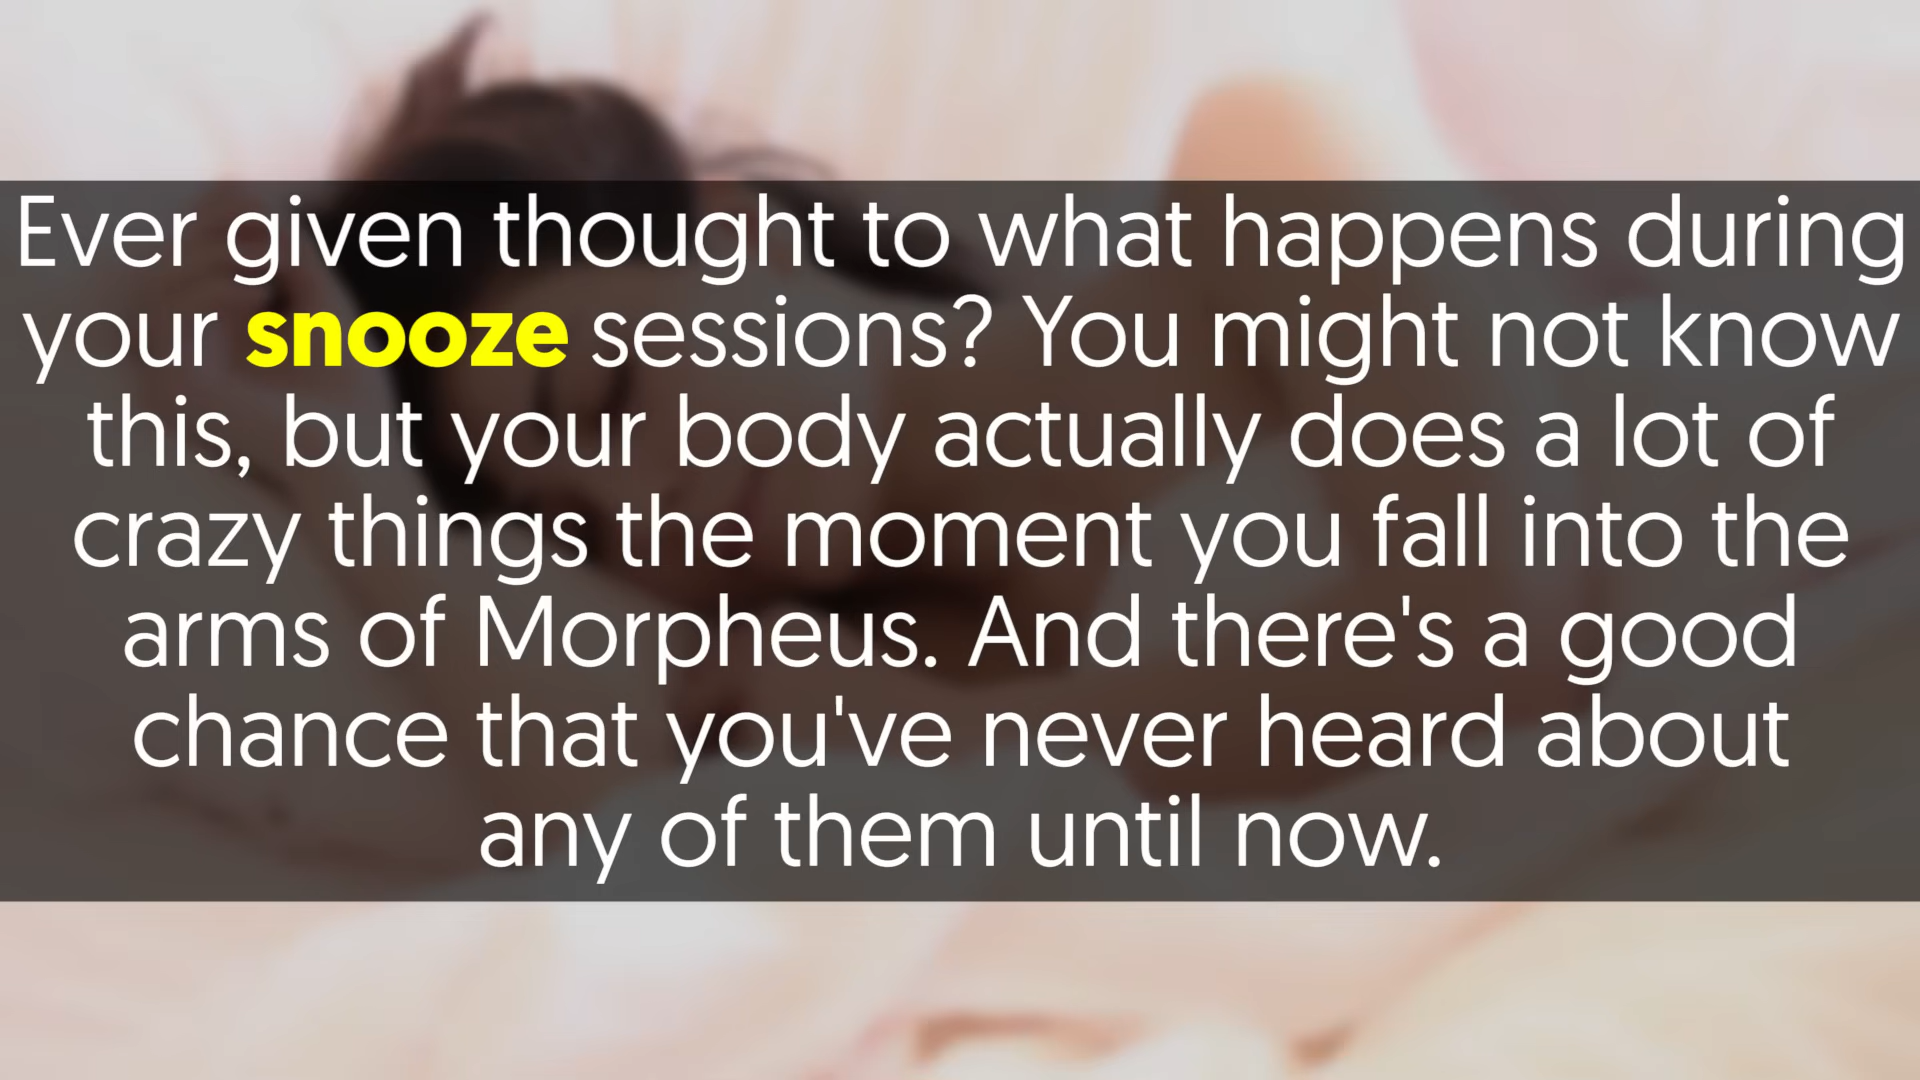 Ever given thought to what happens during
your snooze sessions? You might not know
this, but your body actually does a lot of
crazy things the moment you fall into the
arms of Morpheus. And there's a good
chance that you've never heard about
any of them until now.